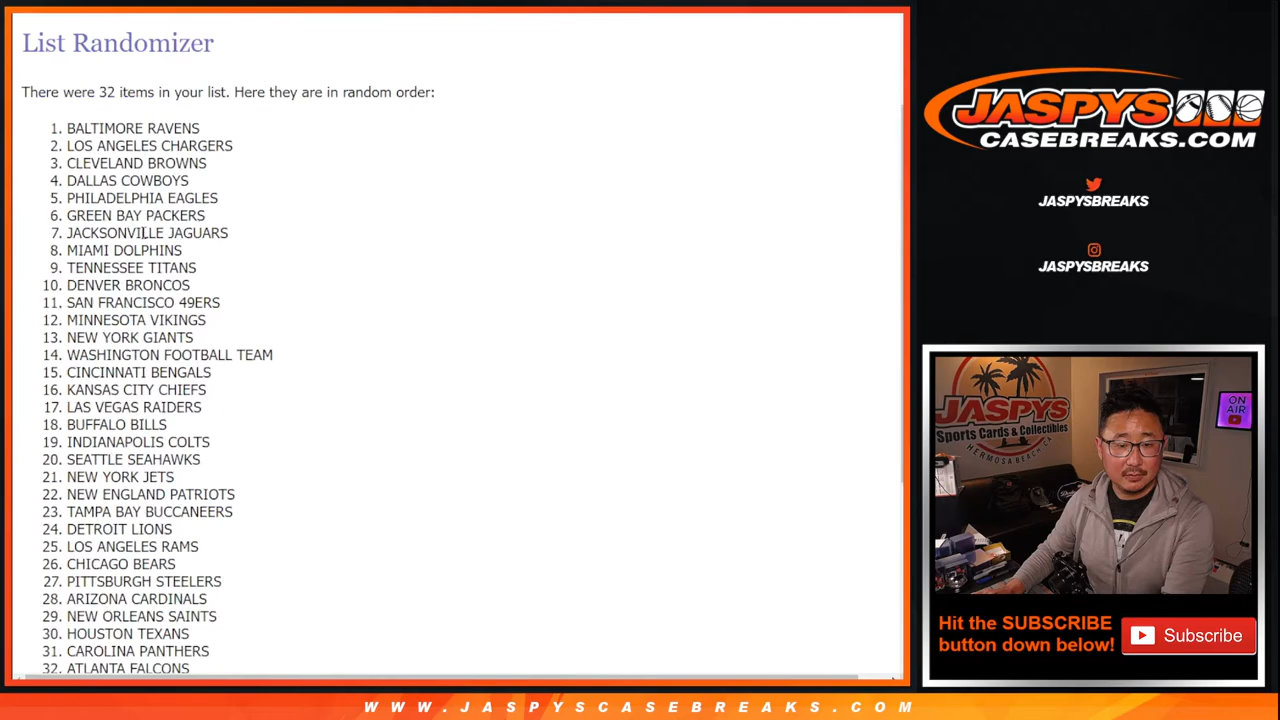 List Randomizer
There were 32 items in your list. Here they are in random order:
1. BALTIMORE RAVENS
2. LOS ANGELES CHARGERS
3. CLEVELAND BROWNS
4. DALLAS COWBOYS
5. PHILADELPHIA EAGLES
6. GREEN BAY PACKERS
7. JACKSONVILLE JAGUARS
8. MIAMI DOLPHINS
9. TENNESSEE TITANS
10. DENVER BRONCOS
11. SAN FRANCISCO 49ERS
12. MINNESOTA VIKINGS
13. NEW YORK GIANTS
14. WASHINGTON FOOTBALL TEAM
15. CINCINNATI BENGALS
16. KANSAS CITY CHIEFS
17. LAS VEGAS RAIDERS
18. BUFFALO BILLS
19. INDIANAPOLIS COLTS
20. SEATTLE SEAHAWKS
21. NEW YORK JETS
22. NEW ENGLAND PATRIOTS
23. TAMPA BAY BUCCANEERS
24. DETROIT LIONS
25. LOS ANGELES RAMS
26. CHICAGO BEARS
27. PITTSBURGH STEELERS
28. ARIZONA CARDINALS
29. NEW ORLEANS SAINTS
30. HOUSTON TEXANS
31. CAROLINA PANTHERS
32. ATLANTA FALCONS
JASPYS
CASEBREAKS.COM
JASPYSBREAKS
JASPYSBREAKS
JASPYS
Sports Cards & Collectibles
HERMOSA BEACH, CA
ON
AIR
Hit the SUBSCRIBE
button down below!
Subscribe
WWW.JASPYSCASEBREAKS.COM